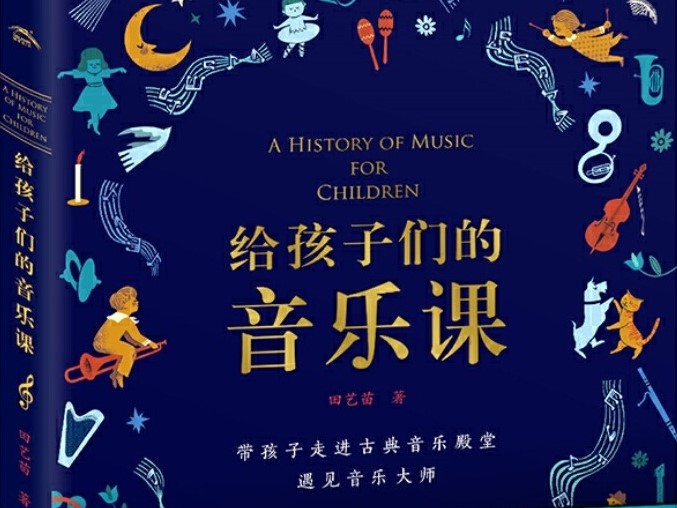 A HISTORY
OF MUSIC
FOR
CHILDREN
给孩子们的音乐课
田艺苗 著
A HISTORY OF MUSIC
FOR
CHILDREN
给孩子们的
音乐课
田艺苗 著
带孩子走进古典音乐殿堂
遇见音乐大师